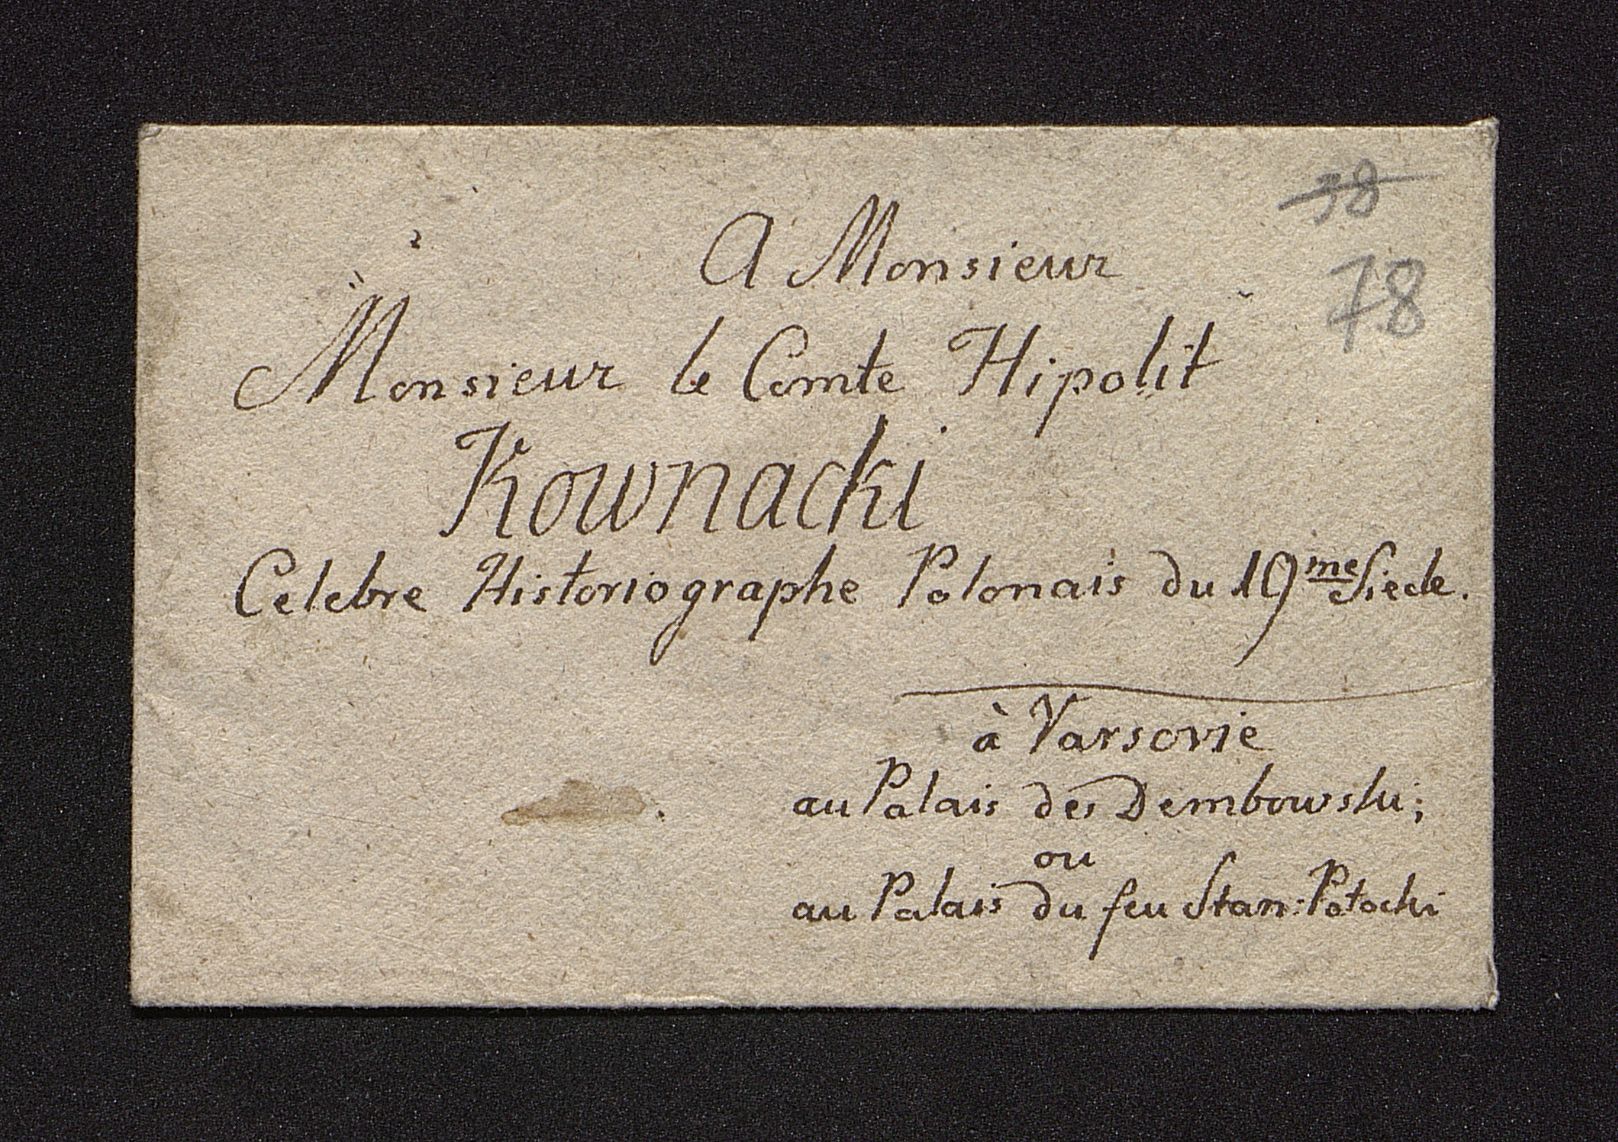 38
78
A Monsieur
Monsieur le Comte Hipolit
Kownacki
Celebre Historiographe Polonais du 19me Siecle.
à Varsovie
au Palais des Dembowski;
ou
au Palais du feu Stan: Potocki